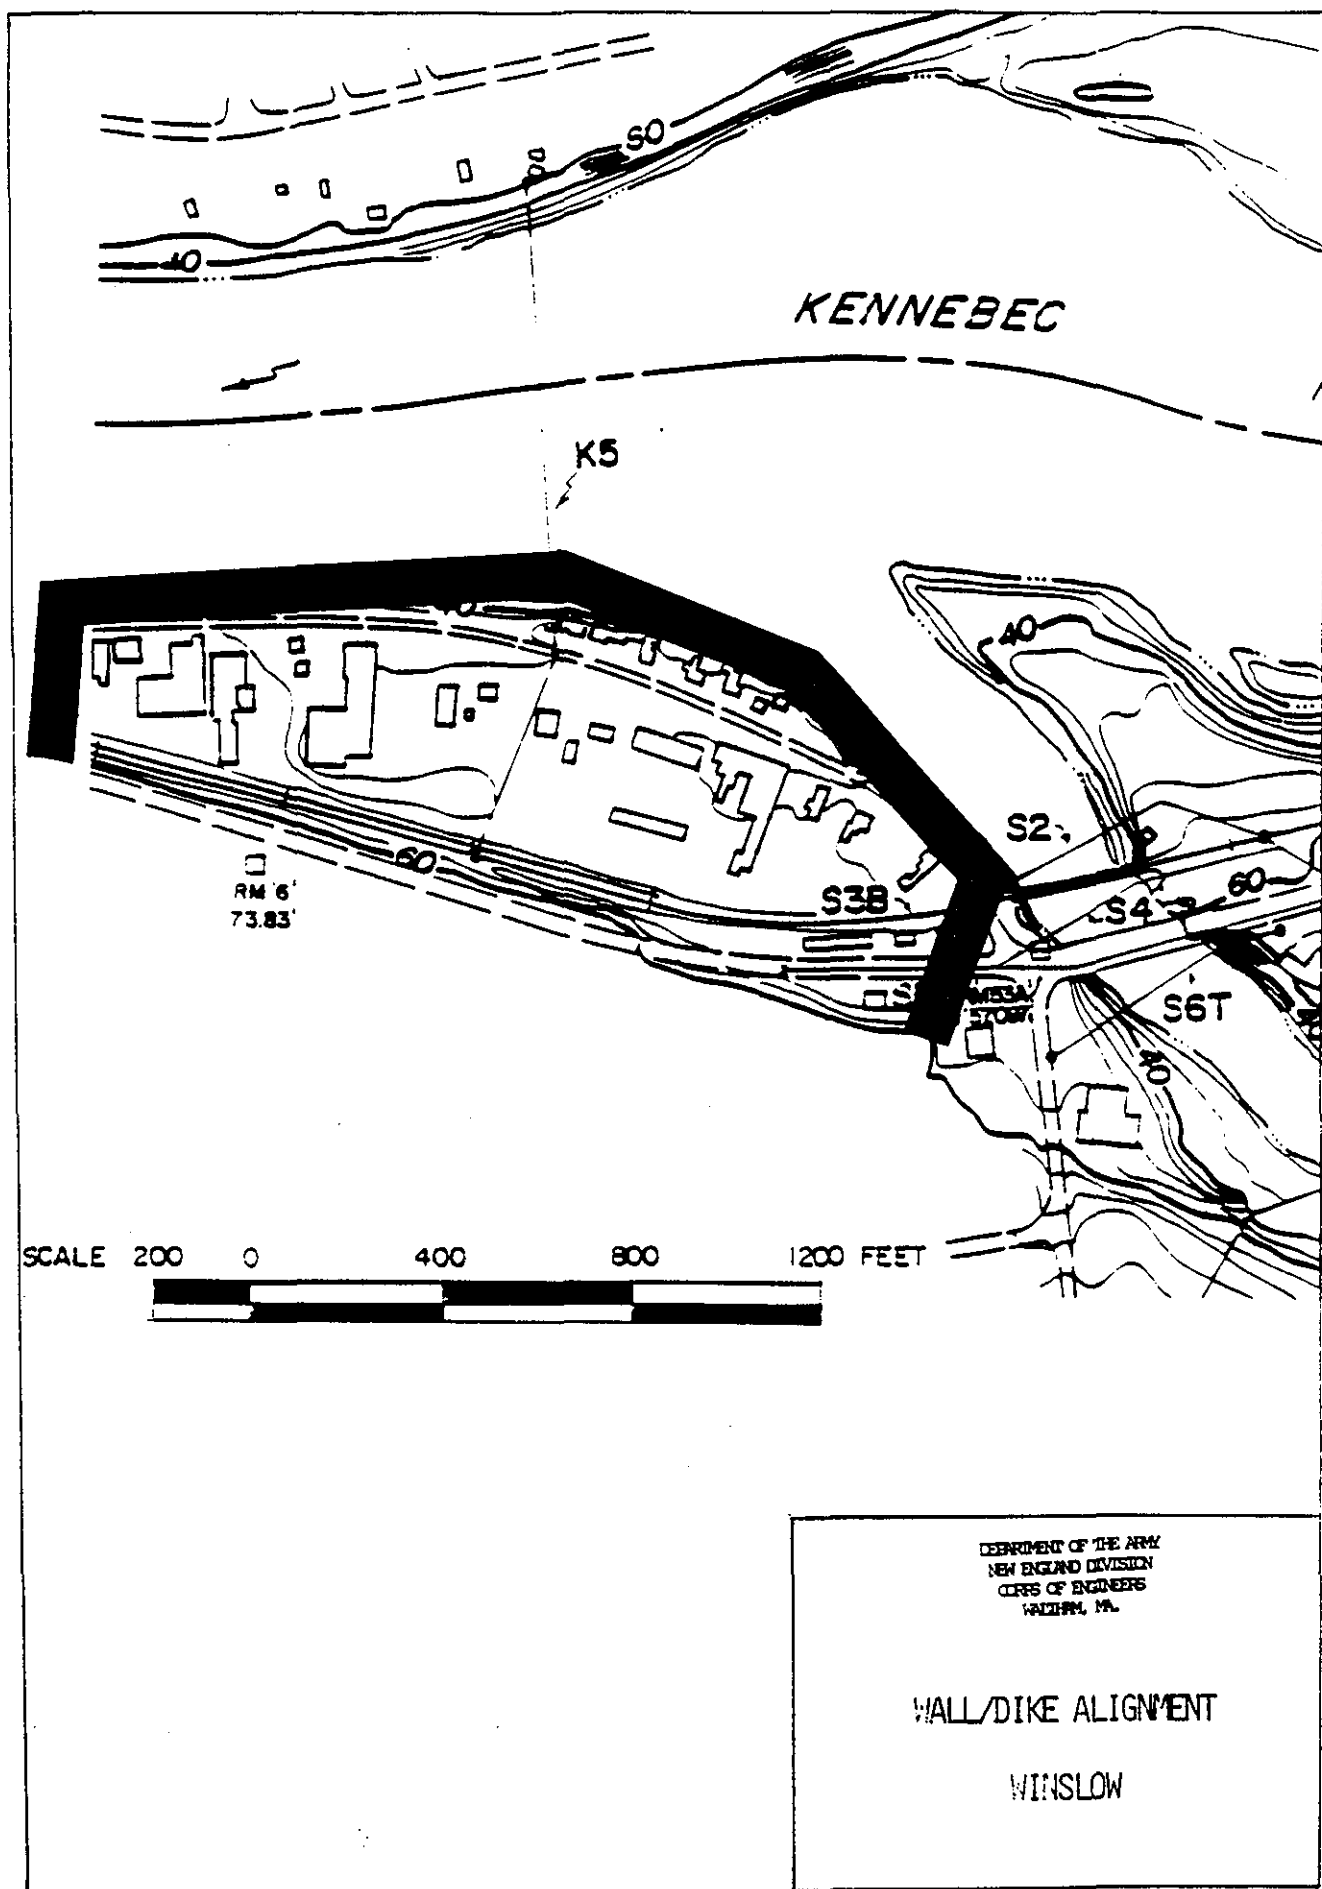 60
40
KENNEBEC
K5
40
S2
60
60
RM 6'
73.83'
S3B
S4
S6T
40
SCALE 200 0 400 800 1200 FEET
DEPARTMENT OF THE ARMY
NEW ENGLAND DIVISION
CORPS OF ENGINEERS
WALTHAM, MA.
WALL/DIKE ALIGNMENT
WINSLOW